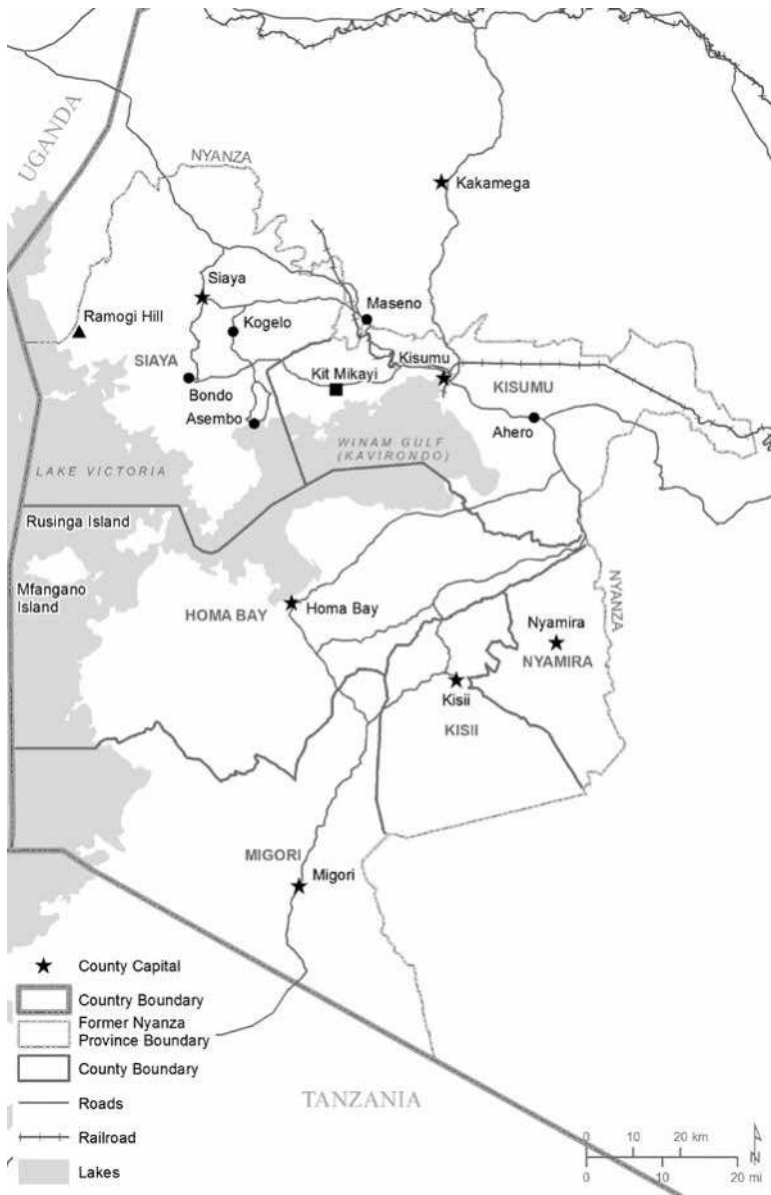 UGANDA
NYANZA
Kakamega
Siaya
Maseno
Ramogi Hill
Kogelo
Kisumu
SIAYA
Kit Mikayi
KISUMU
Bondo
Asembo
Ahero
WINAM GULF
(KAVIRONDO)
LAKE VICTORIA
Rusinga Island
Mfangano
Island
NYANZA
HOMA BAY
Homa Bay
Nyamira
NYAMIRA
Kisii
KISII
MIGORI
Migori
County Capital
Country Boundary
Former Nyanza
Province Boundary
County Boundary
Roads
Railroad
Lakes
TANZANIA
0 10 20 km
N
0 10 20 mi